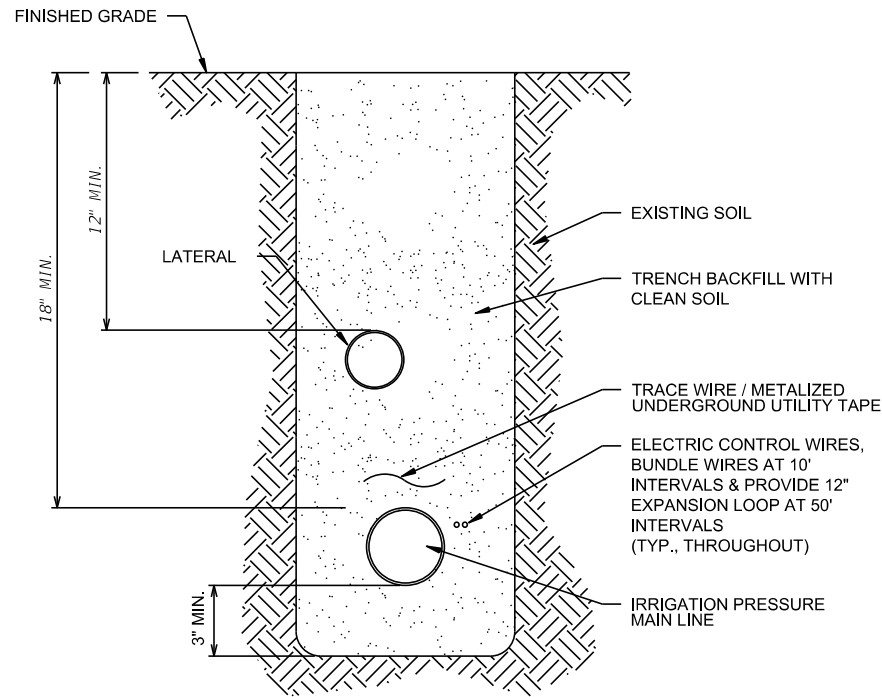 FINISHED GRADE
12" MIN.
18" MIN.
LATERAL
EXISTING SOIL
TRENCH BACKFILL WITH
CLEAN SOIL
TRACE WIRE / METALIZED
UNDERGROUND UTILITY TAPE
ELECTRIC CONTROL WIRES,
BUNDLE WIRES AT 10'
INTERVALS & PROVIDE 12"
EXPANSION LOOP AT 50'
INTERVALS
(TYP., THROUGHOUT)
3" MIN.
IRRIGATION PRESSURE
MAIN LINE